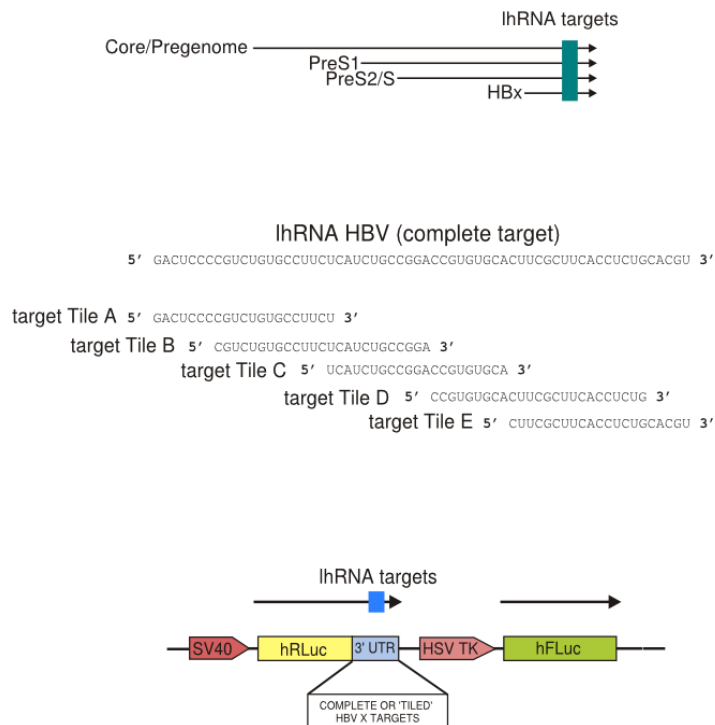 lhRNA targets
Core/Pregenome
PreS1
PreS2/S
HBx
lhRNA HBV (complete target)
5' GACUCCCCGUCUGUGCCUUCUCAUCUGCCGGACCGUGUGCACUUCGCUUCACCUCUGCACGU 3'
target Tile A 5' GACUCCCCGUCUGUGCCUUCU 3'
target Tile B 5' CGUCUGUGCCUUCUCAUCUGCCGGA 3'
target Tile C 5' UCAUCUGCCGGACCGUGUGCA 3'
target Tile D 5' CCGUGUGCACUUCGCUUCACCUCUG 3'
target Tile E 5' CUUCGCUUCACCUCUGCACGU 3'
lhRNA targets
SV40 hRLuc 3' UTR HSV TK hFLuc
COMPLETE OR 'TILED'
HBV X TARGETS